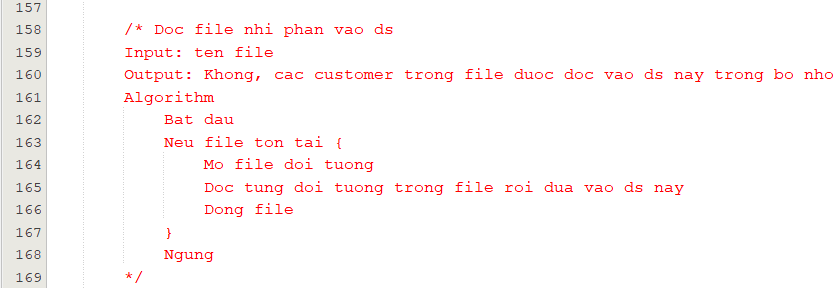 157
158 /* Doc file nhi phan vao ds
159 Input: ten file
160 Output: Khong, cac customer trong file duoc doc vao ds nay trong bo nho
161 Algorithm
162 Bat dau
163 Neu file ton tai {
164 Mo file doi tuong
165 Doc tung doi tuong trong file roi dua vao ds nay
166 Dong file
167 }
168 Ngung
169 */